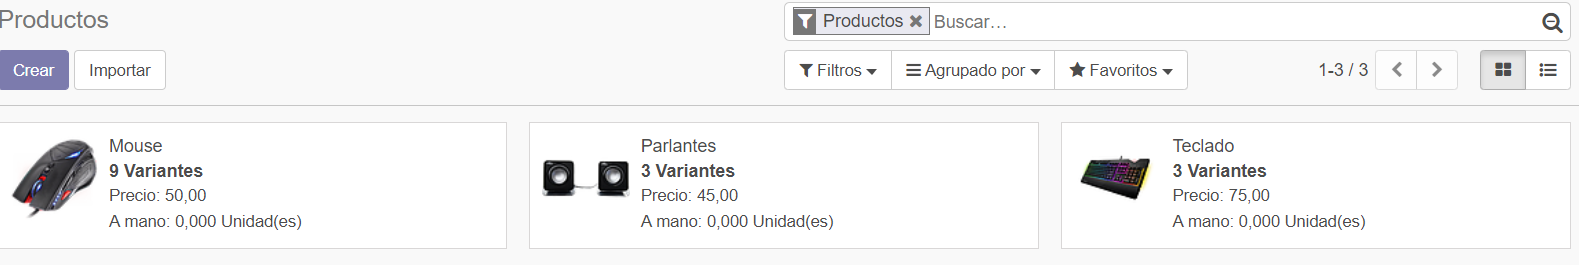 Productos
Productos Buscar…
Crear Importar
Filtros Agrupado por Favoritos 1-3 / 3
Mouse
9 Variantes
Precio: 50,00
A mano: 0,000 Unidad(es)
Parlantes
3 Variantes
Precio: 45,00
A mano: 0,000 Unidad(es)
Teclado
3 Variantes
Precio: 75,00
A mano: 0,000 Unidad(es)